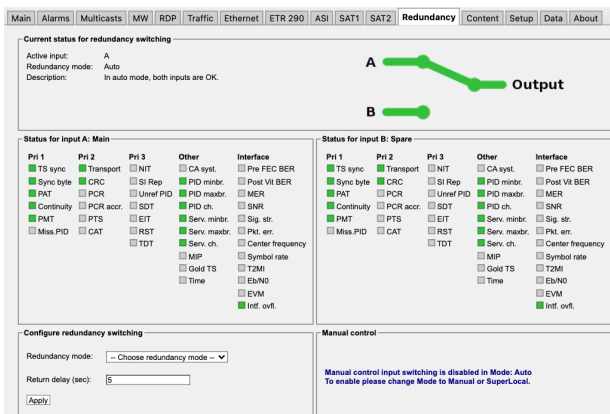 Main Alarms Multicasts MW RDP Traffic Ethernet ETR 290 ASI SAT1 SAT2 Redundancy Content Setup Data About
Current status for redundancy switching
Active input: A
Redundancy mode: Auto
Description: In auto mode, both inputs are OK.
A
Output
B
Status for input A: Main
Pri 1 Pri 2 Pri 3 Other Interface
TS sync Transport NIT CA syst. Pre FEC BER
Sync byte CRC SI Rep PID minbr. Post Vit BER
PAT PCR Unref PID PID maxbr. MER
Continuity PCR accr. SDT PID ch. SNR
PMT PTS EIT Serv. minbr. Sig. str.
Miss.PID CAT RST Serv. maxbr. Pkt. err.
TDT Serv. ch. Center frequency
MIP Symbol rate
Gold TS T2MI
Time Eb/N0
EVM
Intf. ovfl.
Status for input B: Spare
Pri 1 Pri 2 Pri 3 Other Interface
TS sync Transport NIT CA syst. Pre FEC BER
Sync byte CRC SI Rep PID minbr. Post Vit BER
PAT PCR Unref PID PID maxbr. MER
Continuity PCR accr. SDT PID ch. SNR
PMT PTS EIT Serv. minbr. Sig. str.
Miss.PID CAT RST Serv. maxbr. Pkt. err.
TDT Serv. ch. Center frequency
MIP Symbol rate
Gold TS T2MI
Time Eb/N0
EVM
Intf. ovfl.
Configure redundancy switching
Redundancy mode: -- Choose redundancy mode --
Return delay (sec): 5
Apply
Manual control
Manual control input switching is disabled in Mode: Auto
To enable please change Mode to Manual or SuperLocal.